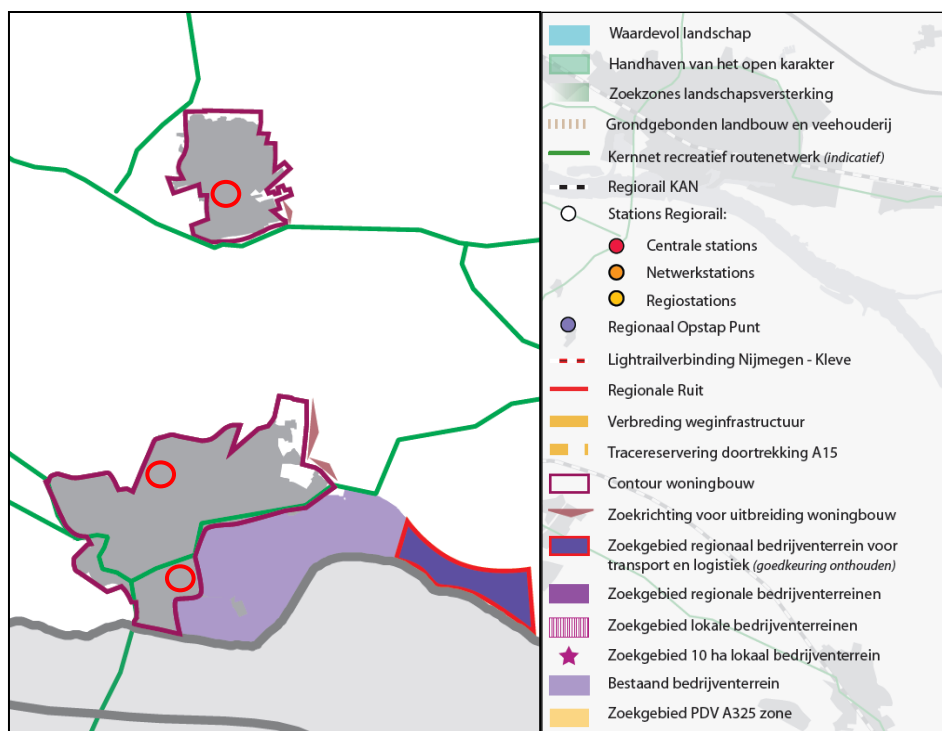 Waardevol landschap
Handhaven van het open karakter
Zoekzones landschapsversterking
Grondgebonden landbouw en veehouderij
Kernnet recreatief routenetwerk (indicatief)
Regiorail KAN
Stations Regiorail:
Centrale stations
Netwerkstations
Regiostations
Regionaal Opstap Punt
Lightrailverbinding Nijmegen - Kleve
Regionale Ruit
Verbreding weginfrastructuur
Tracereservering doortrekking A15
Contour woningbouw
Zoekrichting voor uitbreiding woningbouw
Zoekgebied regionaal bedrijventerrein voor
transport en logistiek (goedkeuring onthouden)
Zoekgebied regionale bedrijventerreinen
Zoekgebied lokale bedrijventerreinen
Zoekgebied 10 ha lokaal bedrijventerrein
Bestaand bedrijventerrein
Zoekgebied PDV A325 zone